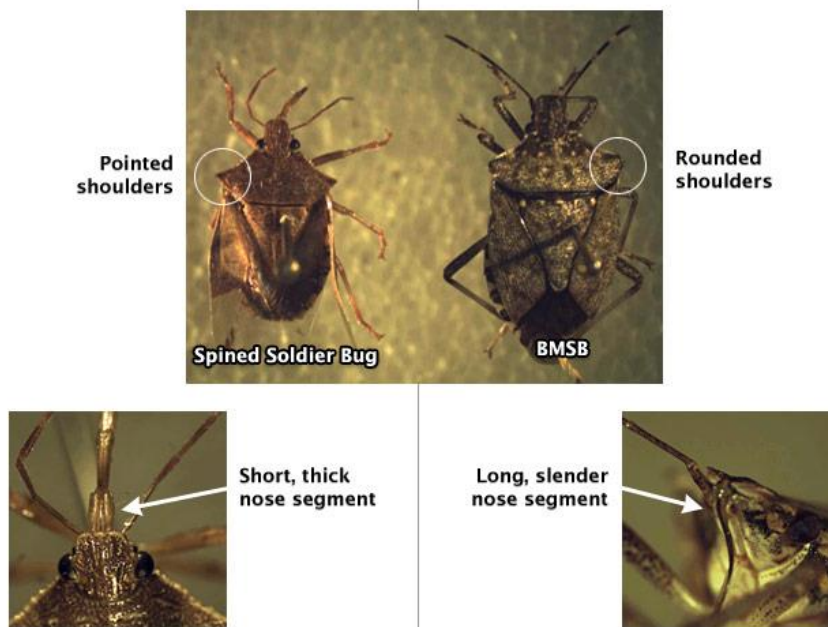 Pointed
shoulders
Rounded
shoulders
Spined Soldier Bug
BMSB
Short, thick
nose segment
Long, slender
nose segment